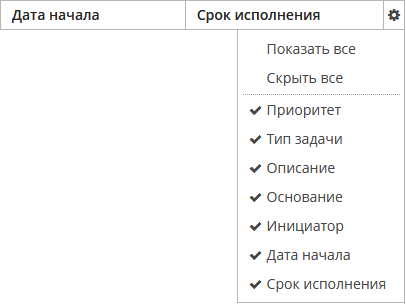 Дата начала Срок исполнения
Показать все
Скрыть все
Приоритет
Тип задачи
Описание
Основание
Инициатор
Дата начала
Срок исполнения